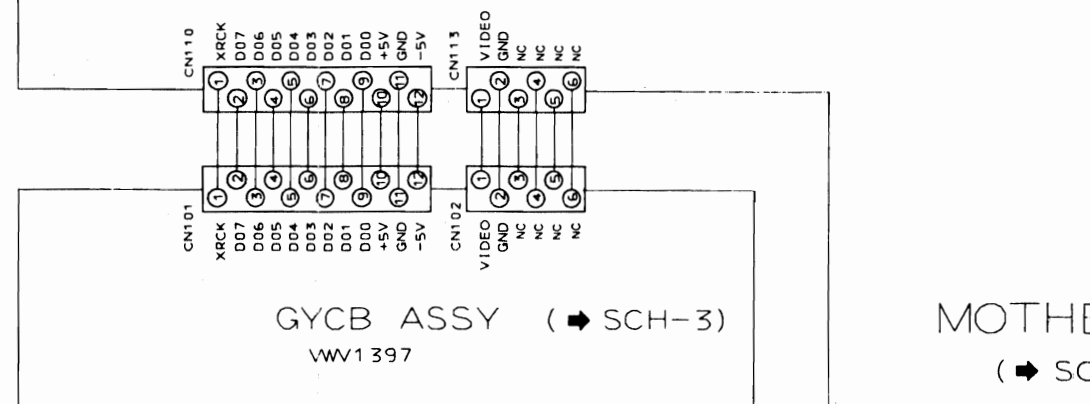 CN110
XRCK
D07
D06
D05
D04
D03
D02
D01
D00
+5V
GND
-5V
CN113
VIDEO
GND
NC
NC
NC
NC
1 3 5 7 9 11
2 4 6 8 10 12
2 4 6
1 3 5
2 4 6 8 10 12
1 3 5 7 9 11
1 3 5
2 4 6
CN101
XRCK
D07
D06
D05
D04
D03
D02
D01
D00
+5V
GND
-5V
CN102
VIDEO
GND
NC
NC
NC
NC
GYCB ASSY (➡ SCH-3)
VWV1397
MOTHE
(➡ SC